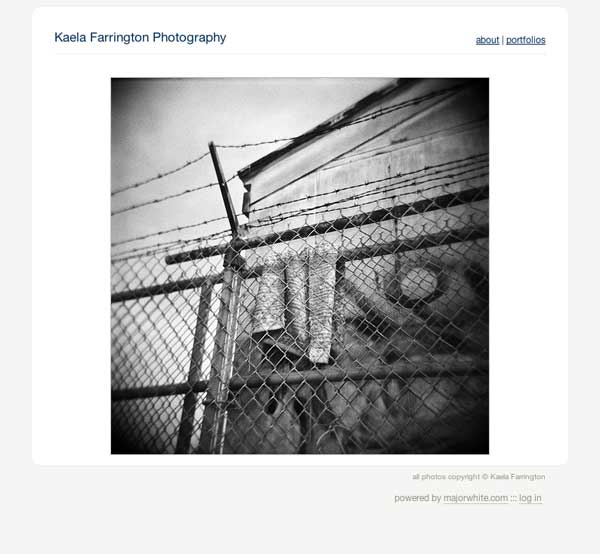 Kaela Farrington Photography
about | portfolios
all photos copyright © Kaela Farrington
powered by majorwhite.com ::: log in